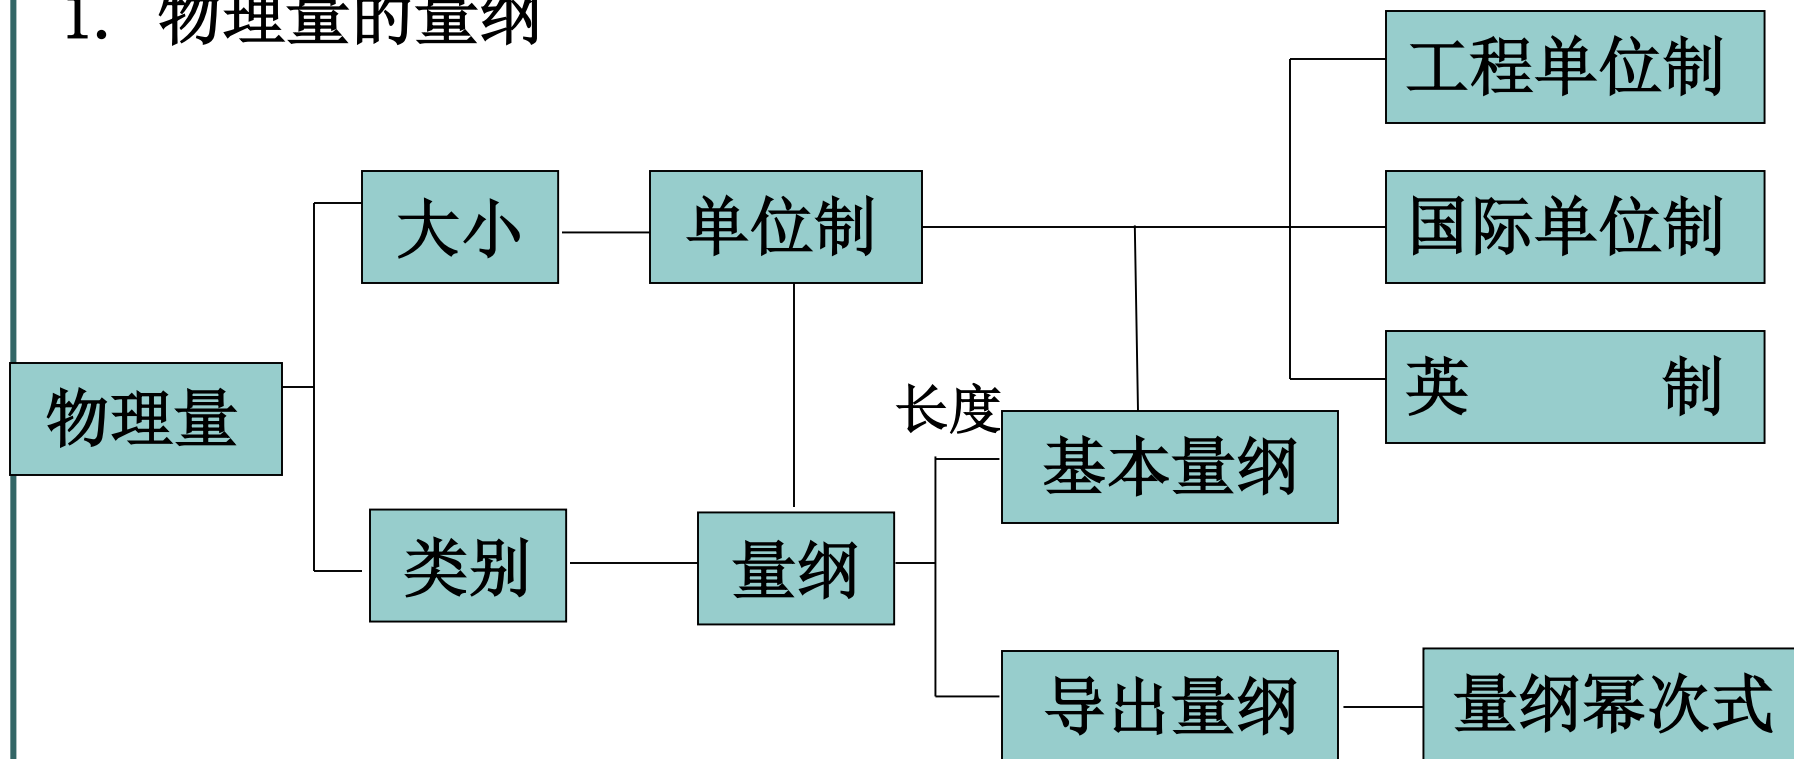 1. 物理量的量纲
工程单位制
大小
单位制
国际单位制
英 制
物理量
长度
基本量纲
类别
量纲
导出量纲
量纲幂次式